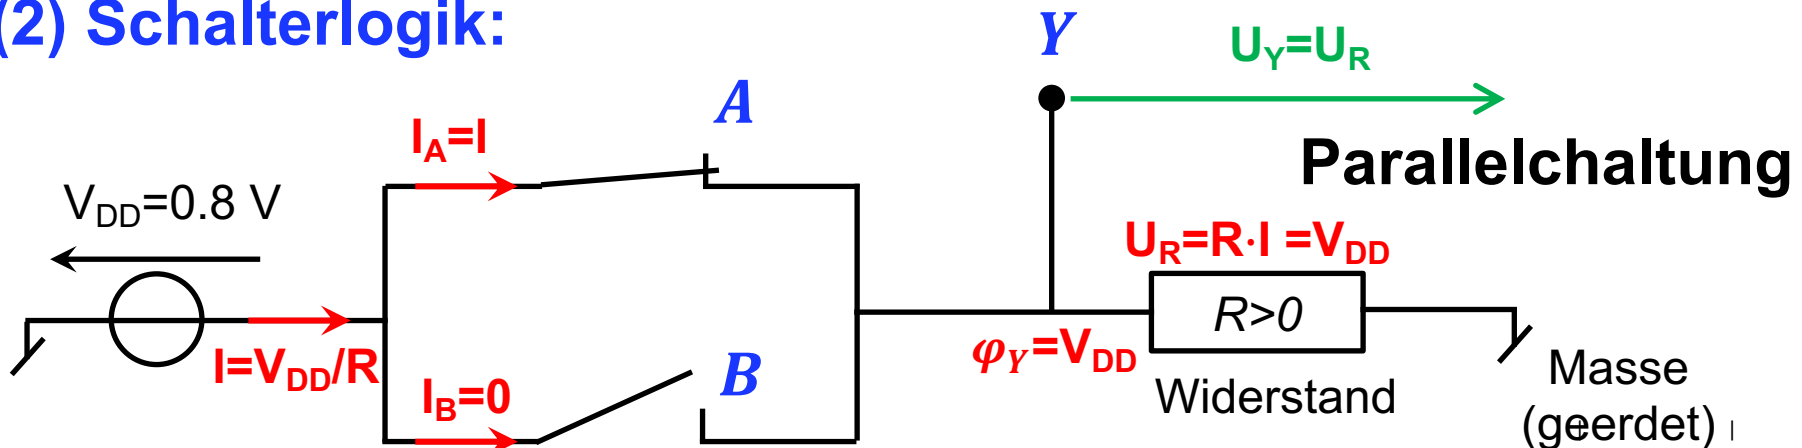 (2) Schalterlogik:
Y
U_Y=U_R
A
I_A=I
Parallelchaltung
V_DD=0.8 V
U_R=R·I =V_DD
R>0
φ_Y=V_DD
I=V_DD/R
B
I_B=0
Widerstand
Masse
(geerdet)